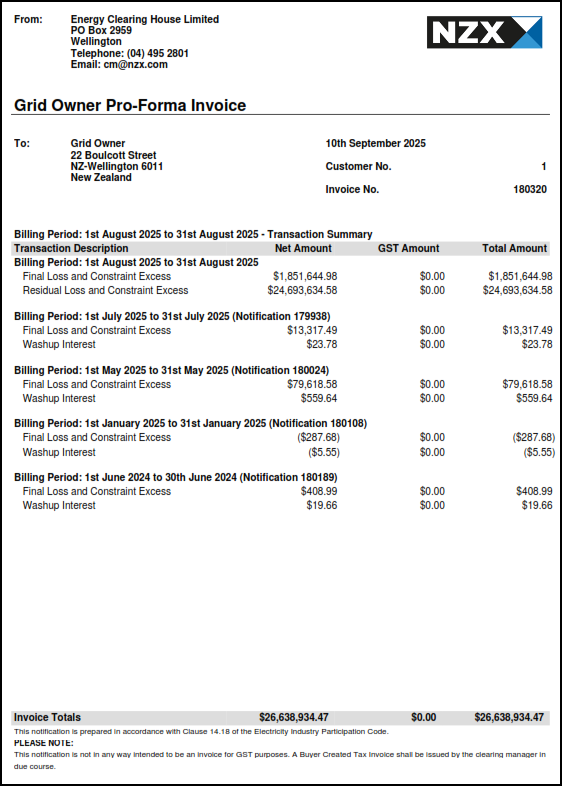 From: Energy Clearing House Limited
PO Box 2959
Wellington
Telephone: (04) 495 2801
Email: cm@nzx.com
NZX
Grid Owner Pro-Forma Invoice
To: Grid Owner 10th September 2025
22 Boulcott Street
NZ-Wellington 6011 Customer No. 1
New Zealand
Invoice No. 180320
Billing Period: 1st August 2025 to 31st August 2025 - Transaction Summary
Transaction Description Net Amount GST Amount Total Amount
Billing Period: 1st August 2025 to 31st August 2025
Final Loss and Constraint Excess $1,851,644.98 $0.00 $1,851,644.98
Residual Loss and Constraint Excess $24,693,634.58 $0.00 $24,693,634.58
Billing Period: 1st July 2025 to 31st July 2025 (Notification 179938)
Final Loss and Constraint Excess $13,317.49 $0.00 $13,317.49
Washup Interest $23.78 $0.00 $23.78
Billing Period: 1st May 2025 to 31st May 2025 (Notification 180024)
Final Loss and Constraint Excess $79,618.58 $0.00 $79,618.58
Washup Interest $559.64 $0.00 $559.64
Billing Period: 1st January 2025 to 31st January 2025 (Notification 180108)
Final Loss and Constraint Excess ($287.68) $0.00 ($287.68)
Washup Interest ($5.55) $0.00 ($5.55)
Billing Period: 1st June 2024 to 30th June 2024 (Notification 180189)
Final Loss and Constraint Excess $408.99 $0.00 $408.99
Washup Interest $19.66 $0.00 $19.66
Invoice Totals $26,638,934.47 $0.00 $26,638,934.47
This notification is prepared in accordance with Clause 14.18 of the Electricity Industry Participation Code.
PLEASE NOTE:
This notification is not in any way intended to be an invoice for GST purposes. A Buyer Created Tax Invoice shall be issued by the clearing manager in
due course.